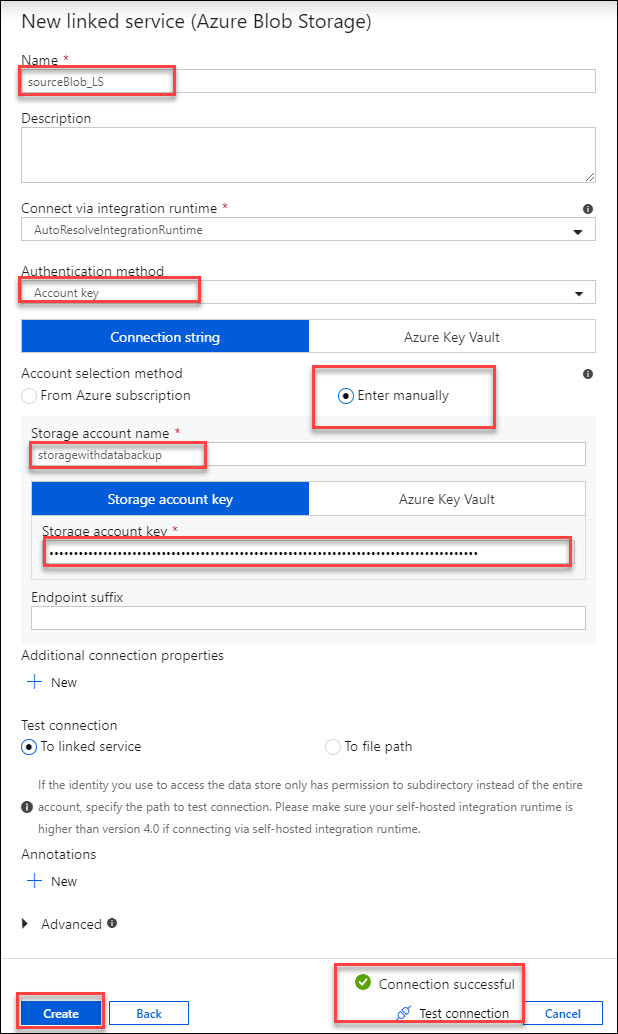 New linked service (Azure Blob Storage)
Name *
sourceBlob_LS
Description
Connect via integration runtime *
AutoResolveIntegrationRuntime
Authentication method
Account key
Connection string
Azure Key Vault
Account selection method
From Azure subscription
Enter manually
Storage account name *
storagewithdatabackup
Storage account key
Azure Key Vault
Storage account key *
Endpoint suffix
Additional connection properties
New
Test connection
To linked service
To file path
If the identity you use to access the data store only has permission to subdirectory instead of the entire
account, specify the path to test connection. Please make sure your self-hosted integration runtime is
higher than version 4.0 if connecting via self-hosted integration runtime.
Annotations
New
Advanced
Connection successful
Create
Back
Test connection
Cancel